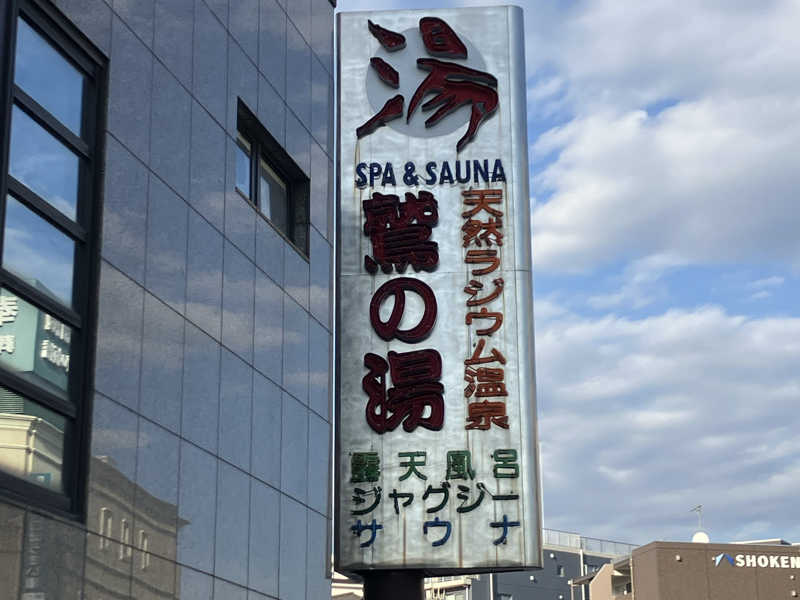 湯
SPA & SAUNA
鷲の湯
天然ラジウム温泉
露天風呂
ジャグジー
サウナ
SHOKEN